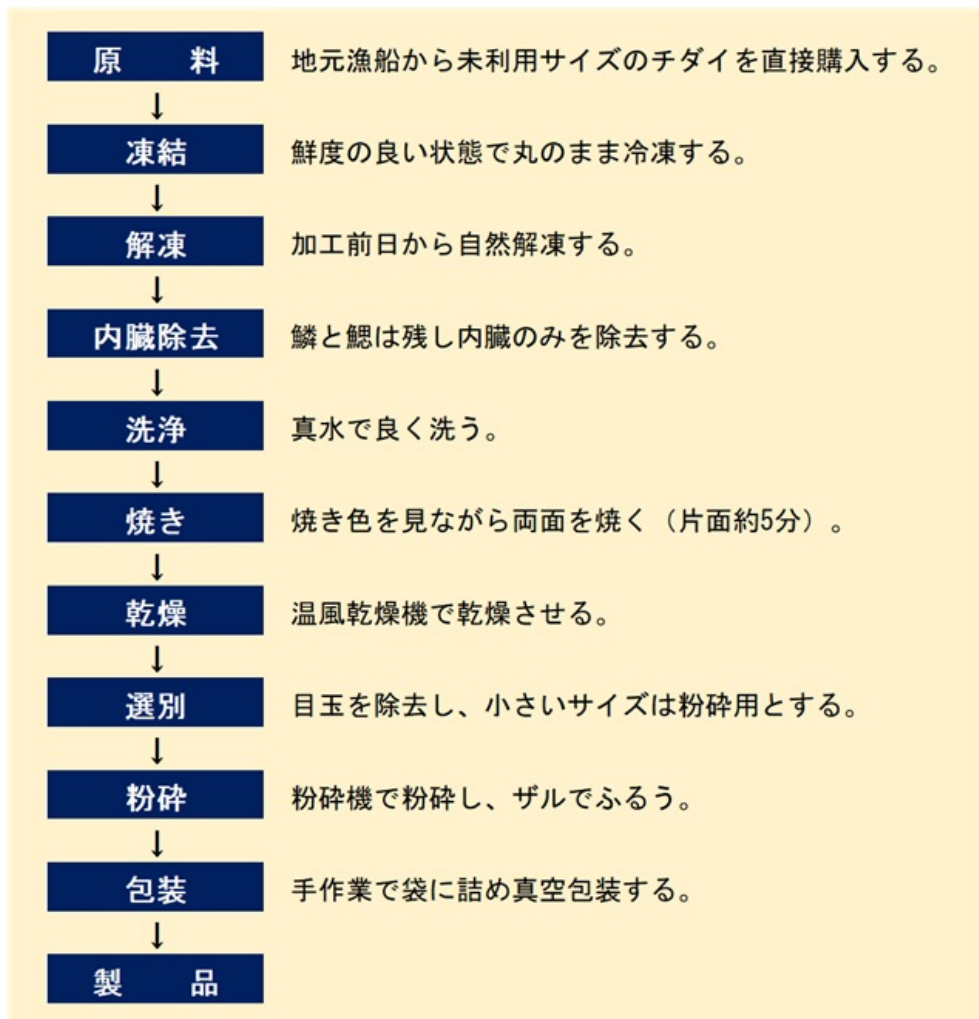 原　　料　地元漁船から未利用サイズのチダイを直接購入する。
↓
凍結　鮮度の良い状態で丸のまま冷凍する。
↓
解凍　加工前日から自然解凍する。
↓
内臓除去　鱗と鰓は残し内臓のみを除去する。
↓
洗浄　真水で良く洗う。
↓
焼き　焼き色を見ながら両面を焼く（片面約5分）。
↓
乾燥　温風乾燥機で乾燥させる。
↓
選別　目玉を除去し、小さいサイズは粉砕用とする。
↓
粉砕　粉砕機で粉砕し、ザルでふるう。
↓
包装　手作業で袋に詰め真空包装する。
↓
製　　品